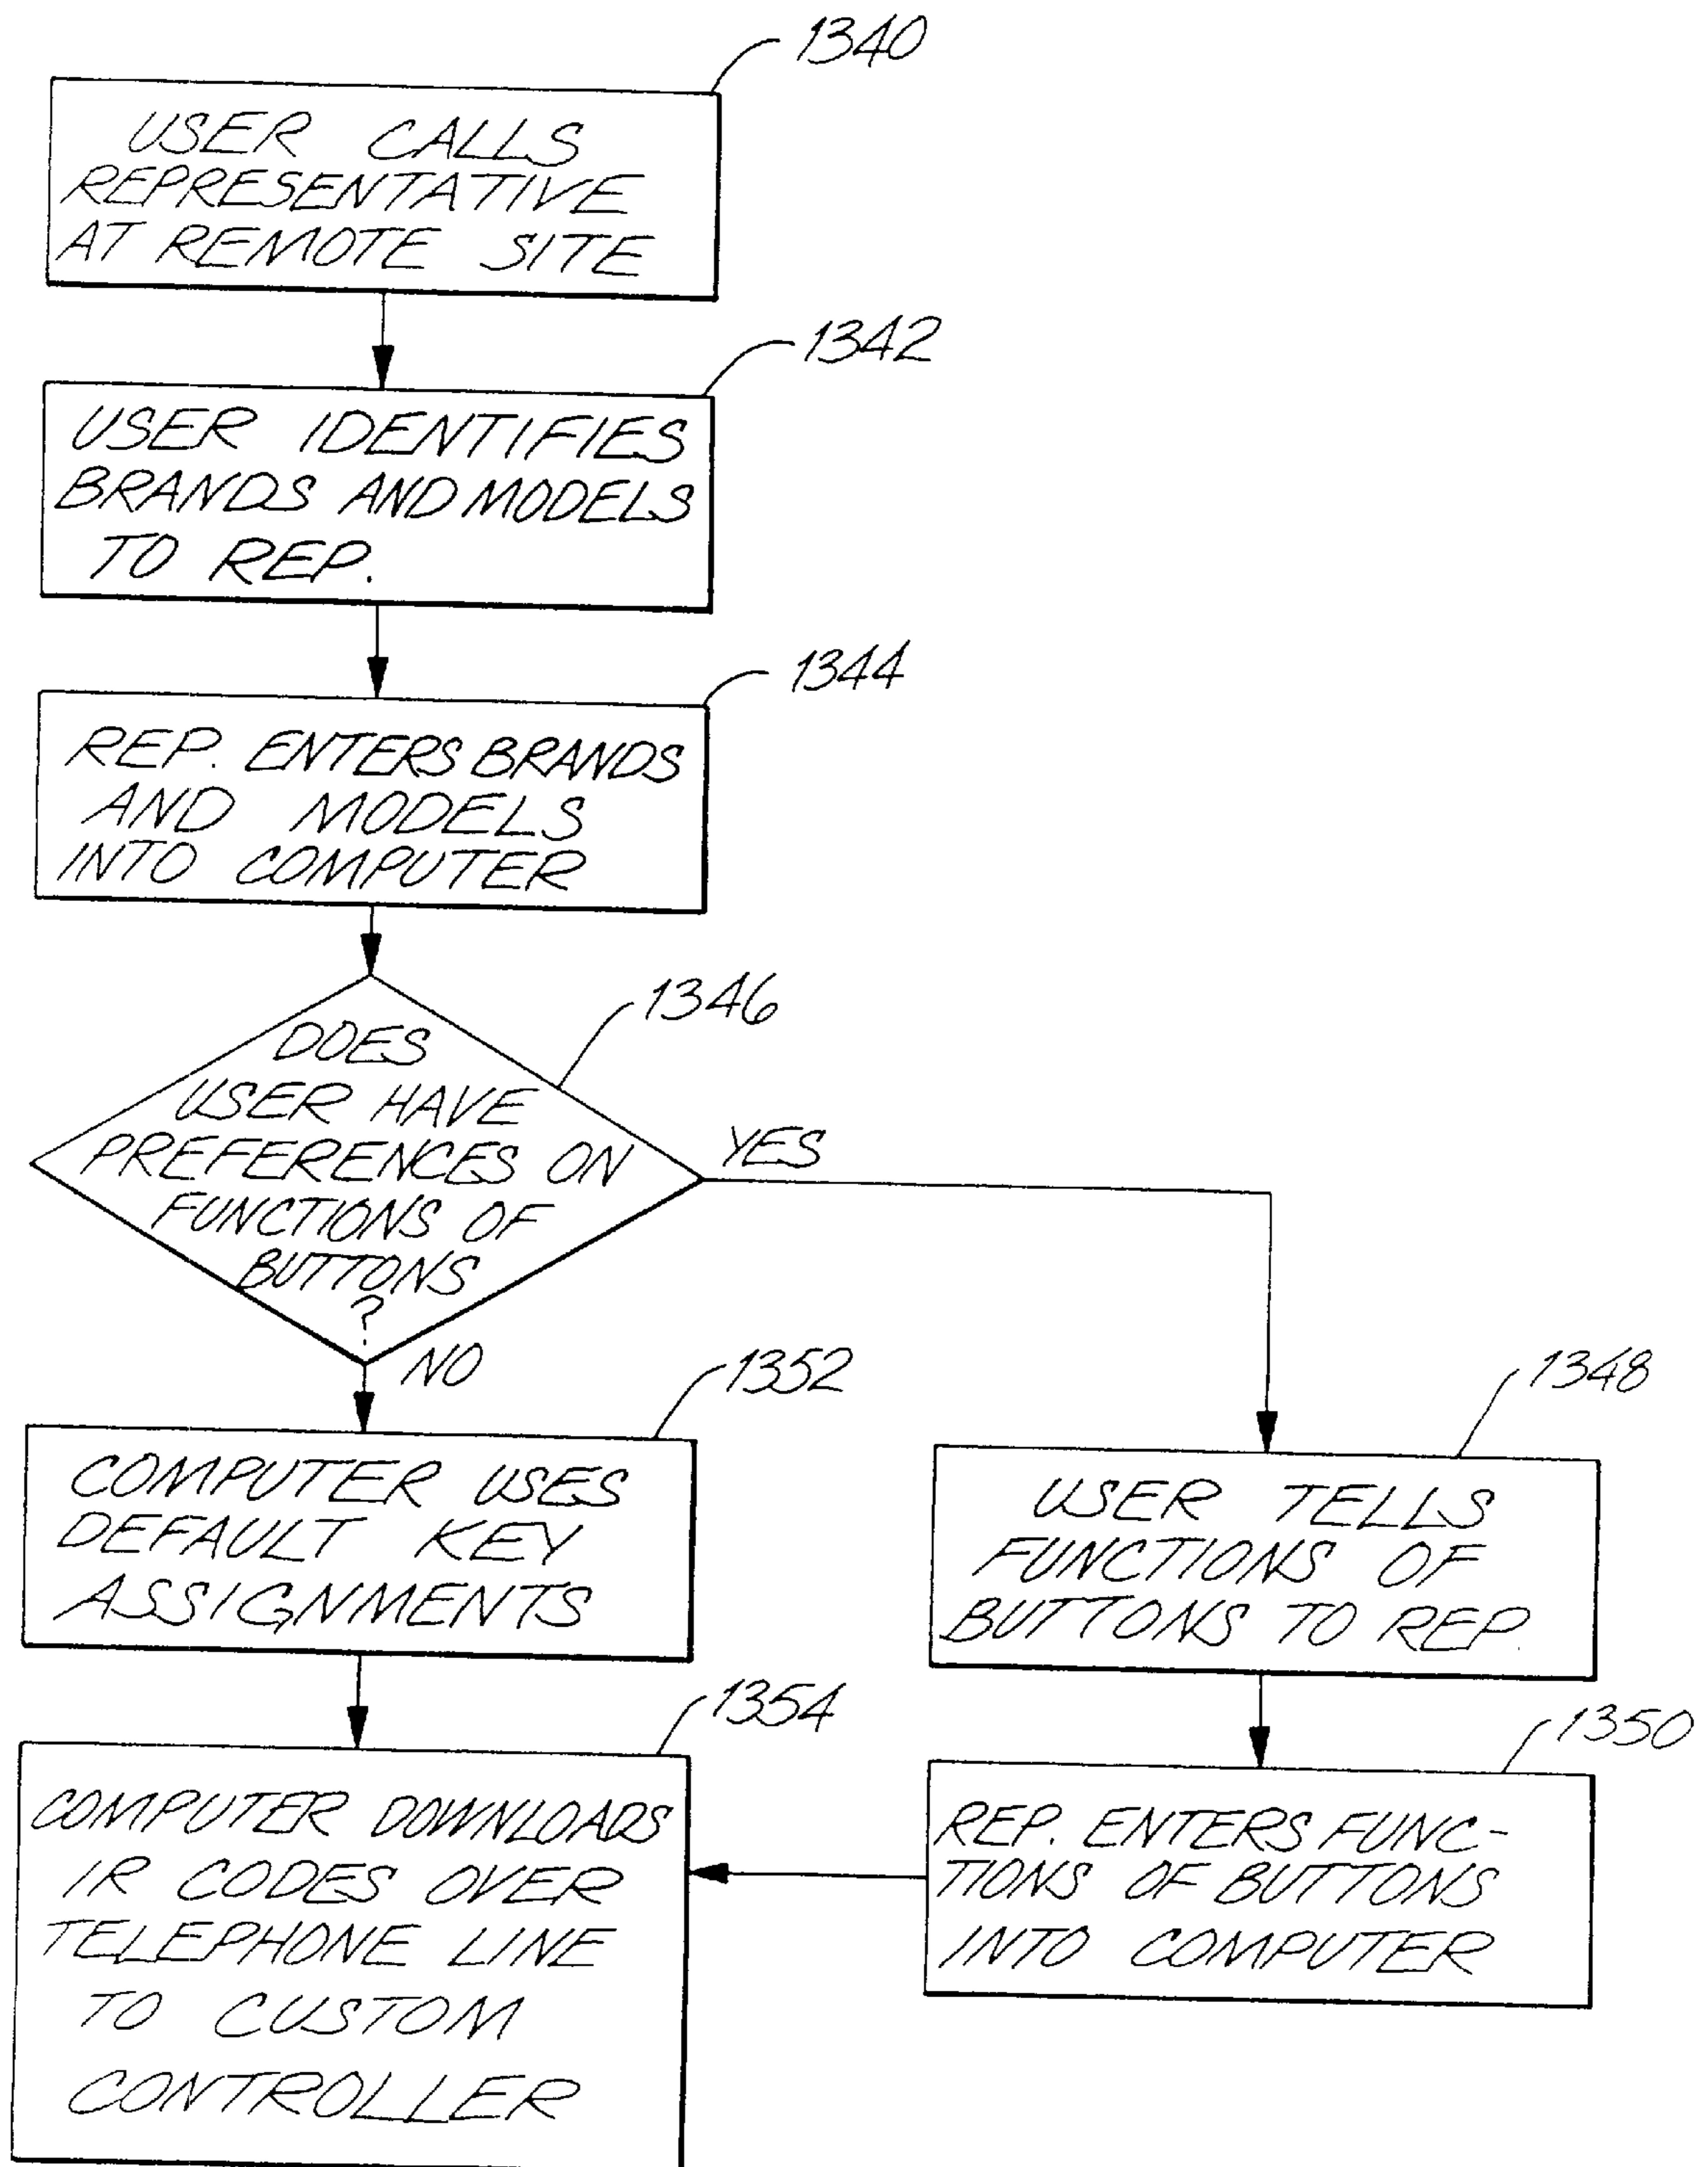 1340
USER CALLS
REPRESENTATIVE
AT REMOTE SITE
1342
USER IDENTIFIES
BRANDS AND MODELS
TO REP.
1344
REP. ENTERS BRANDS
AND MODELS
INTO COMPUTER
1346
DOES
USER HAVE
PREFERENCES ON
FUNCTIONS OF
BUTTONS
?
YES
NO
1352
COMPUTER USES
DEFAULT KEY
ASSIGNMENTS
1348
USER TELLS
FUNCTIONS OF
BUTTONS TO REP.
1350
REP. ENTERS FUNC-
TIONS OF BUTTONS
INTO COMPUTER
1354
COMPUTER DOWNLOADS
IR CODES OVER
TELEPHONE LINE
TO CUSTOM
CONTROLLER